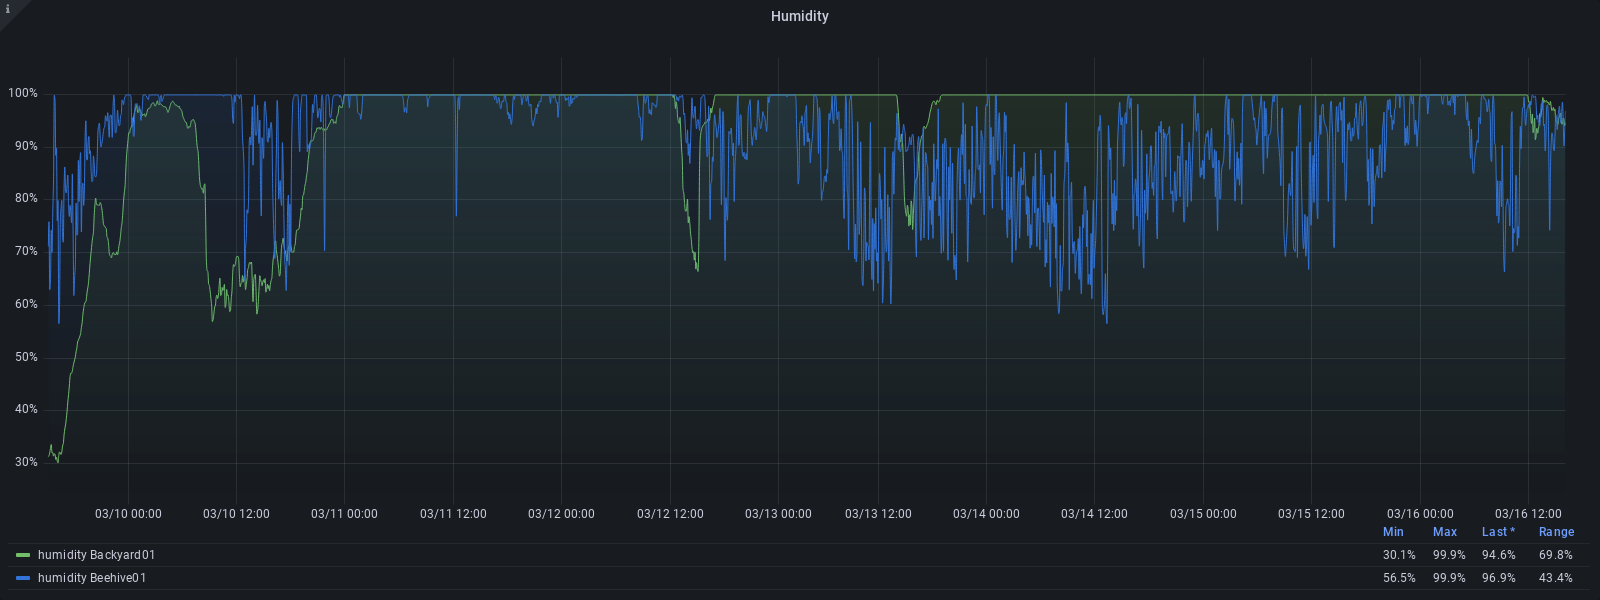 i
Humidity
100%
90%
80%
70%
60%
50%
40%
30%
03/10 00:00 03/10 12:00 03/11 00:00 03/11 12:00 03/12 00:00 03/12 12:00 03/13 00:00 03/13 12:00 03/14 00:00 03/14 12:00 03/15 00:00 03/15 12:00 03/16 00:00 03/16 12:00
Min Max Last * Range
humidity Backyard01 30.1% 99.9% 94.6% 69.8%
humidity Beehive01 56.5% 99.9% 96.9% 43.4%